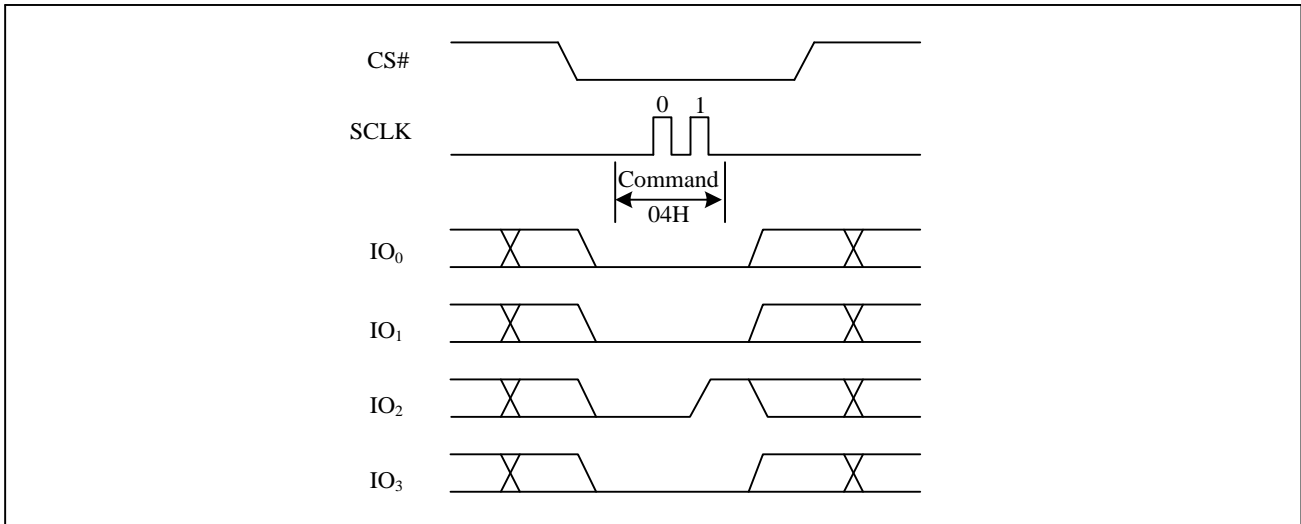 CS#
0 1
SCLK
Command
04H
IO₀
IO₁
IO₂
IO₃